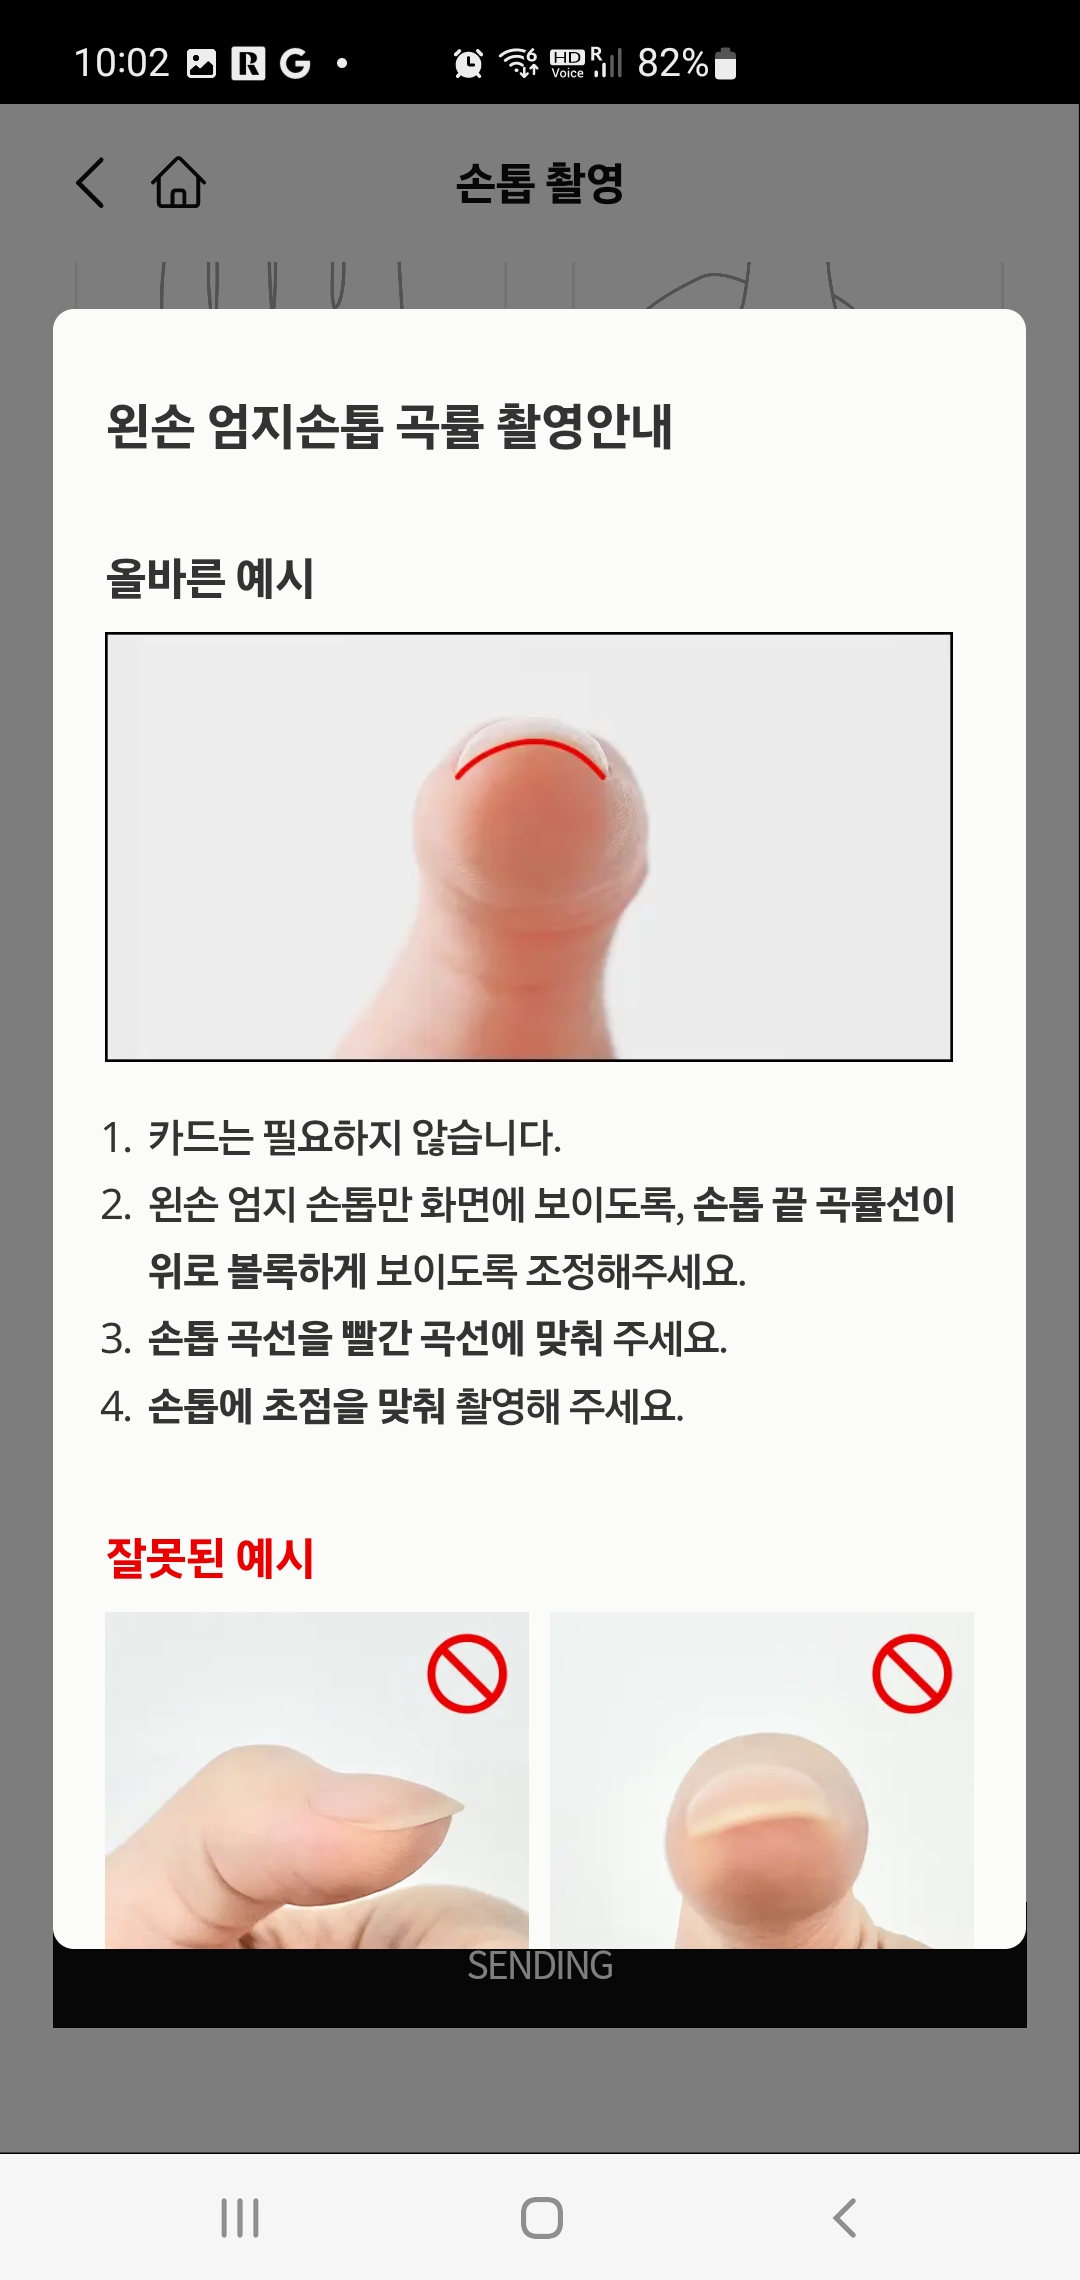 10:02
R G
HD Voice R 82%
손톱 촬영
왼손 엄지손톱 곡률 촬영안내
올바른 예시
1. 카드는 필요하지 않습니다.
2. 왼손 엄지 손톱만 화면에 보이도록, 손톱 끝 곡률선이
위로 볼록하게 보이도록 조정해주세요.
3. 손톱 곡선을 빨간 곡선에 맞춰 주세요.
4. 손톱에 초점을 맞춰 촬영해 주세요.
잘못된 예시
SENDING